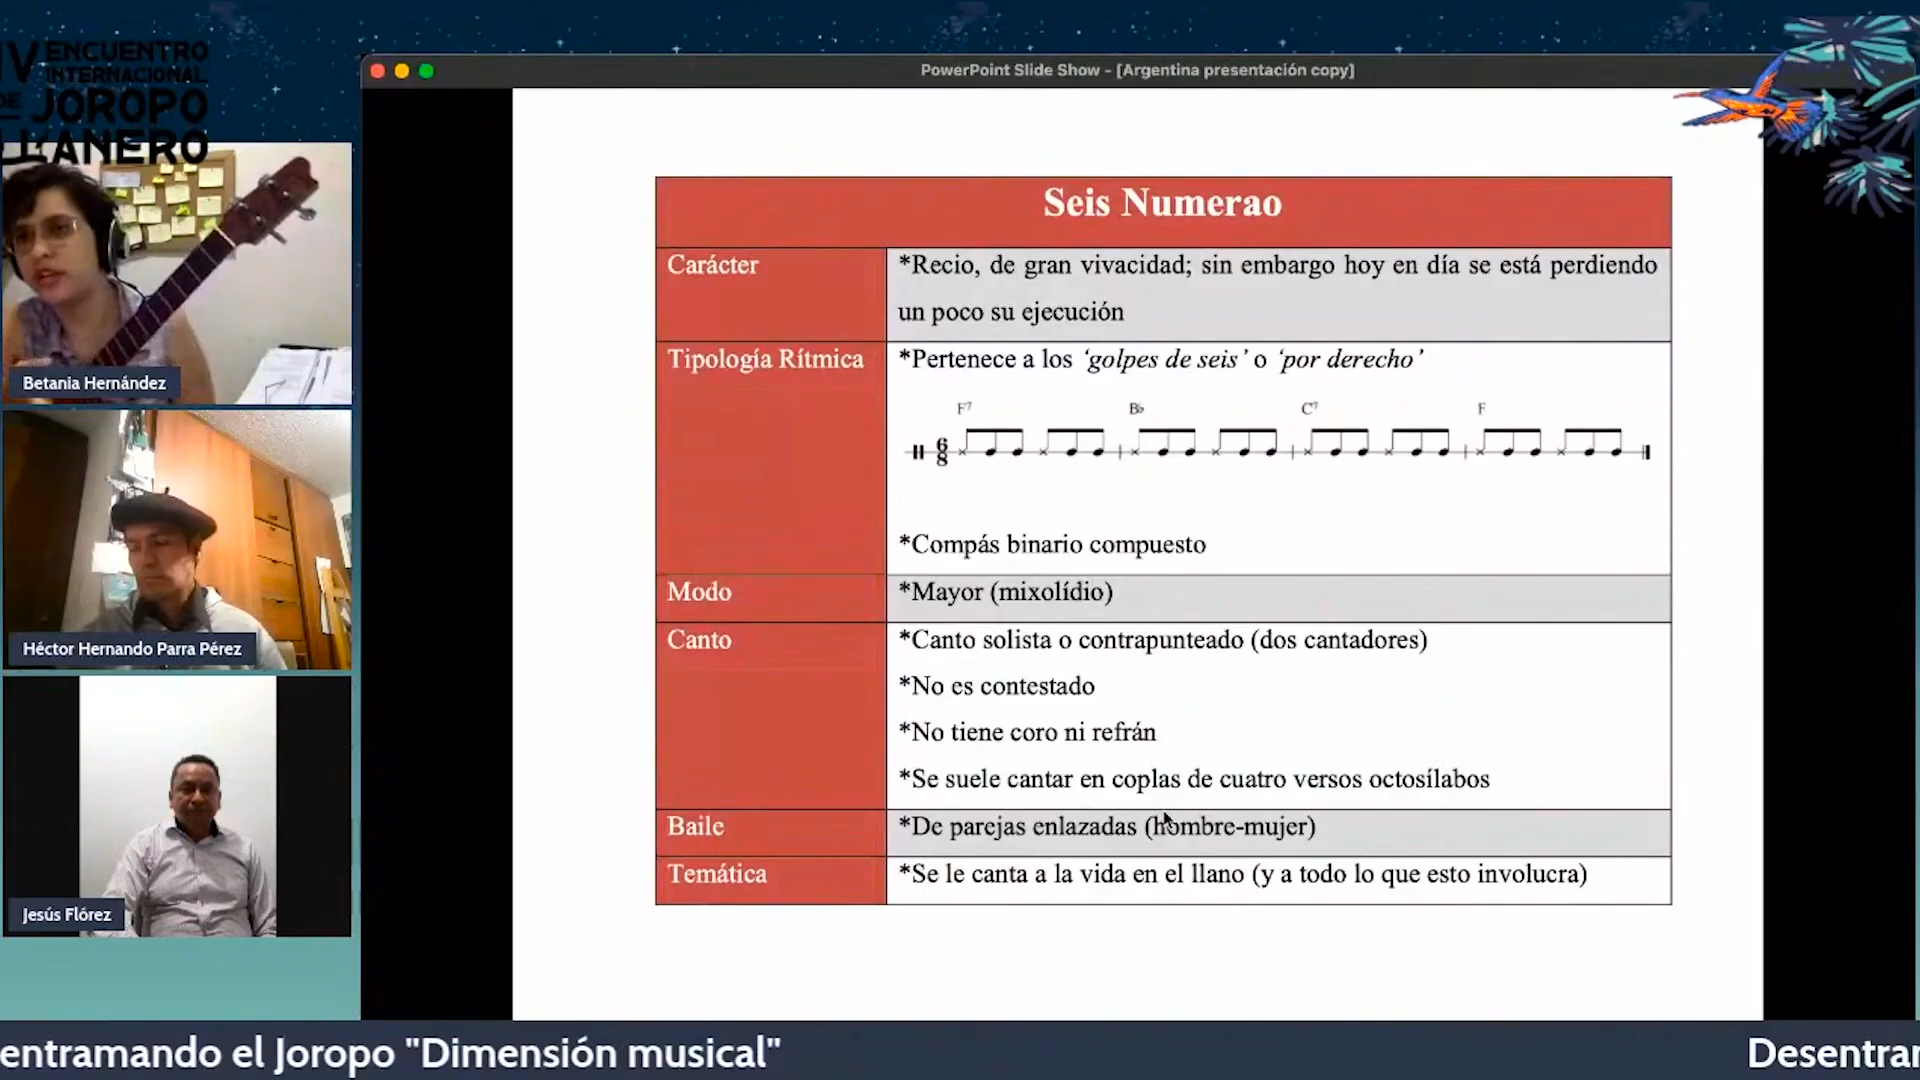 IV ENCUENTRO
INTERNACIONAL
DE JOROPO
LLANERO
PowerPoint Slide Show - [Argentina presentación copy]
Betania Hernández
Héctor Hernando Parra Pérez
Jesús Flórez
Seis Numerao
Carácter
*Recio, de gran vivacidad; sin embargo hoy en día se está perdiendo
un poco su ejecución
Tipología Rítmica
*Pertenece a los ‘golpes de seis’ o ‘por derecho’
F7 B♭ C7 F
6
8
*Compás binario compuesto
Modo
*Mayor (mixolídio)
Canto
*Canto solista o contrapunteado (dos cantadores)
*No es contestado
*No tiene coro ni refrán
*Se suele cantar en coplas de cuatro versos octosílabos
Baile
*De parejas enlazadas (hombre-mujer)
Temática
*Se le canta a la vida en el llano (y a todo lo que esto involucra)
entramando el Joropo "Dimensión musical" Desentrar